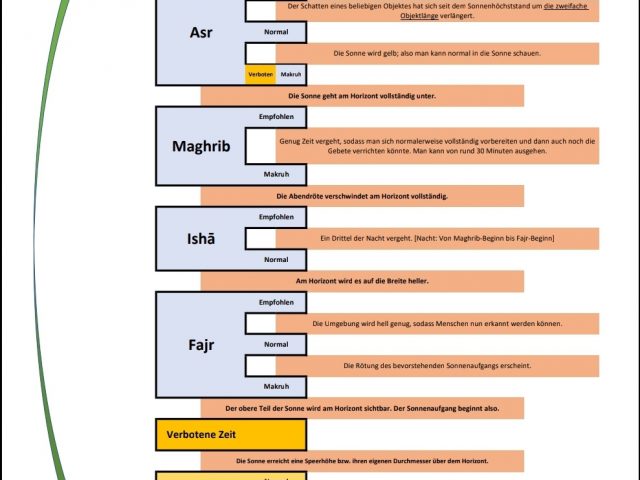 Der Schatten eines beliebigen Objektes hat sich seit dem Sonnenhöchststand um die zweifache
Objektlänge verlängert.
Asr
Normal
Die Sonne wird gelb; also man kann normal in die Sonne schauen.
Verboten Makruh
Die Sonne geht am Horizont vollständig unter.
Empfohlen
Maghrib
Genug Zeit vergeht, sodass man sich normalerweise vollständig vorbereiten und dann auch noch die
Gebete verrichten könnte. Man kann von rund 30 Minuten ausgehen.
Makruh
Die Abendröte verschwindet am Horizont vollständig.
Empfohlen
Ishā
Ein Drittel der Nacht vergeht. [Nacht: Von Maghrib-Beginn bis Fajr-Beginn]
Normal
Am Horizont wird es auf die Breite heller.
Empfohlen
Die Umgebung wird hell genug, sodass Menschen nun erkannt werden können.
Fajr
Normal
Die Rötung des bevorstehenden Sonnenaufgangs erscheint.
Makruh
Der obere Teil der Sonne wird am Horizont sichtbar. Der Sonnenaufgang beginnt also.
Verbotene Zeit
Die Sonne erreicht eine Speerhöhe bzw. ihren eigenen Durchmesser über dem Horizont.